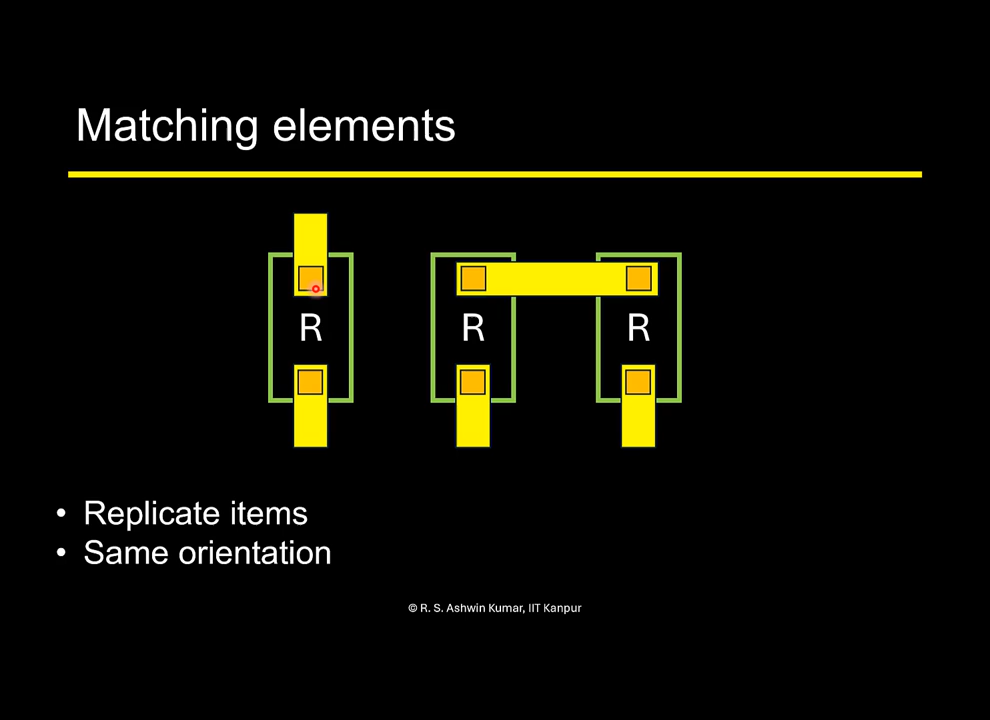 Matching elements
R R R
• Replicate items
• Same orientation
© R. S. Ashwin Kumar, IIT Kanpur